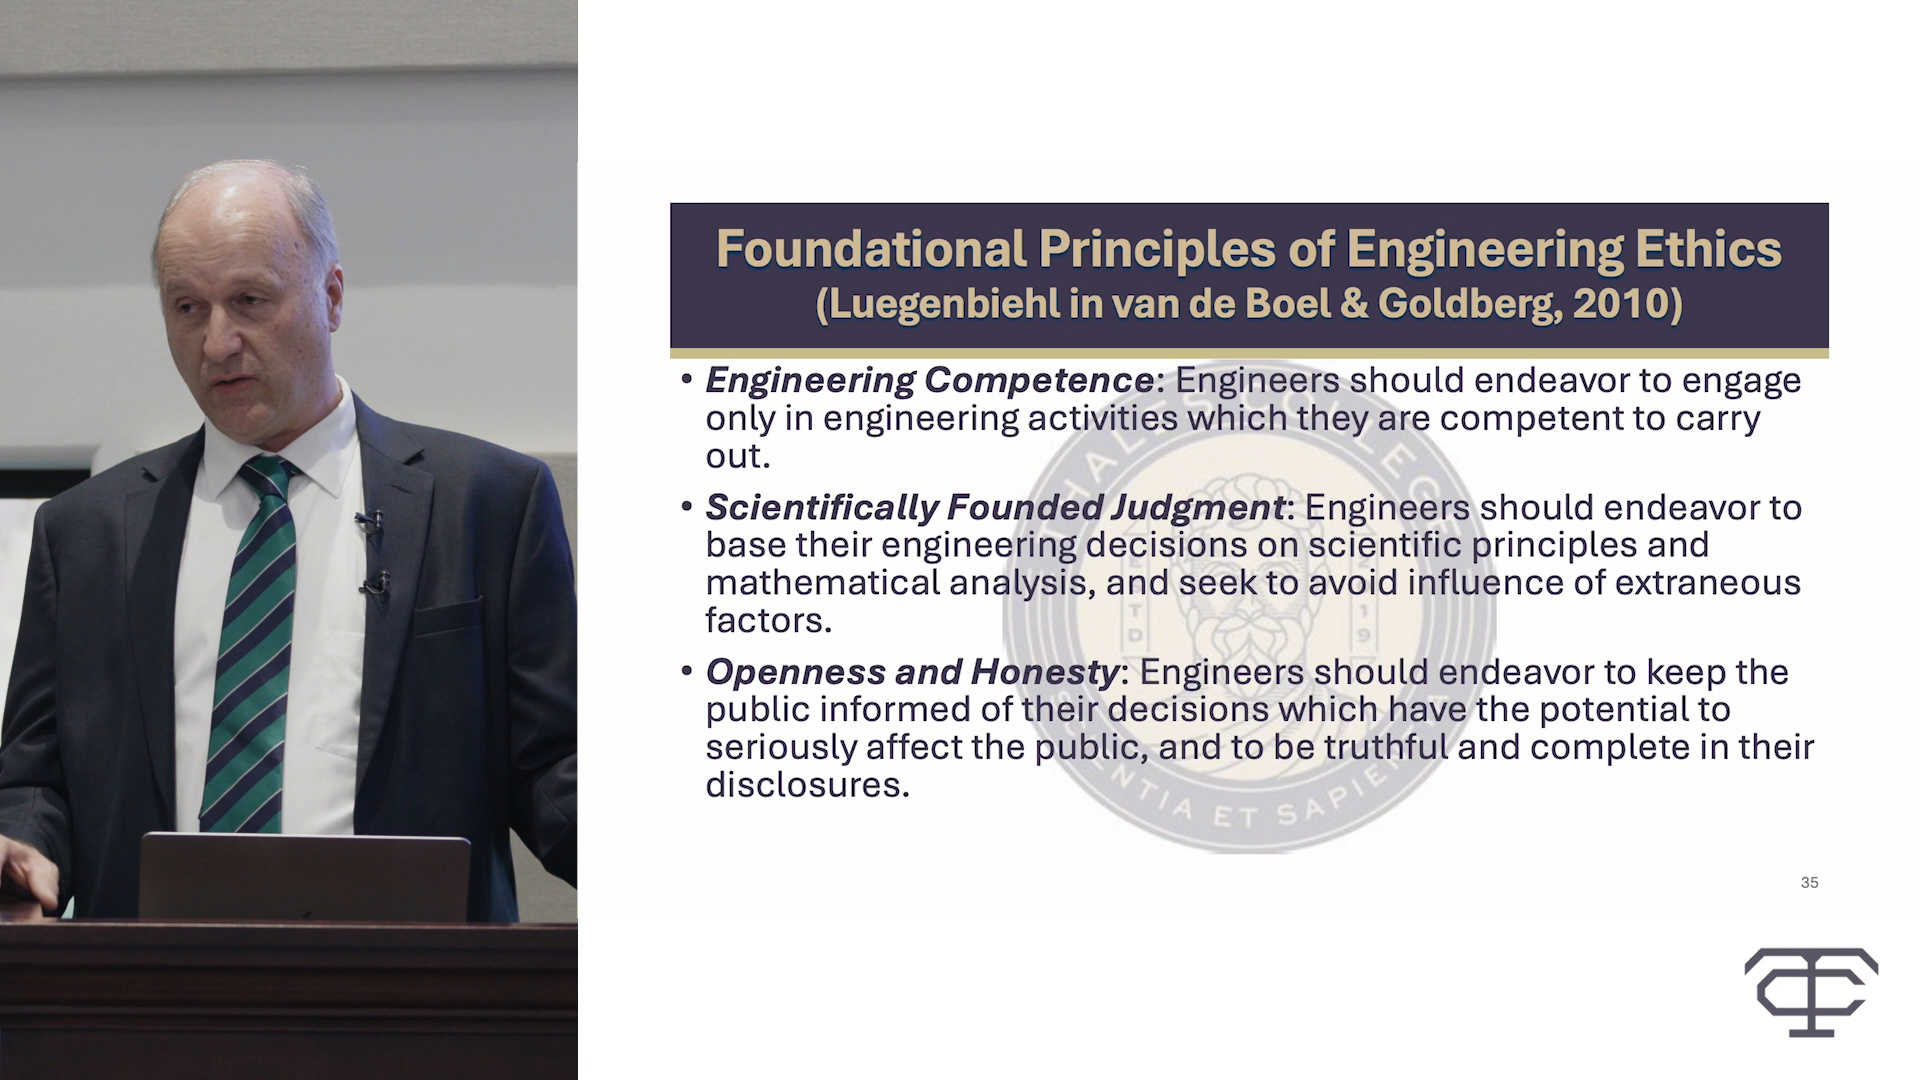 Foundational Principles of Engineering Ethics
(Luegenbiehl in van de Boel & Goldberg, 2010)
• Engineering Competence: Engineers should endeavor to engage
only in engineering activities which they are competent to carry
out.
• Scientifically Founded Judgment: Engineers should endeavor to
base their engineering decisions on scientific principles and
mathematical analysis, and seek to avoid influence of extraneous
factors.
• Openness and Honesty: Engineers should endeavor to keep the
public informed of their decisions which have the potential to
seriously affect the public, and to be truthful and complete in their
disclosures.
35